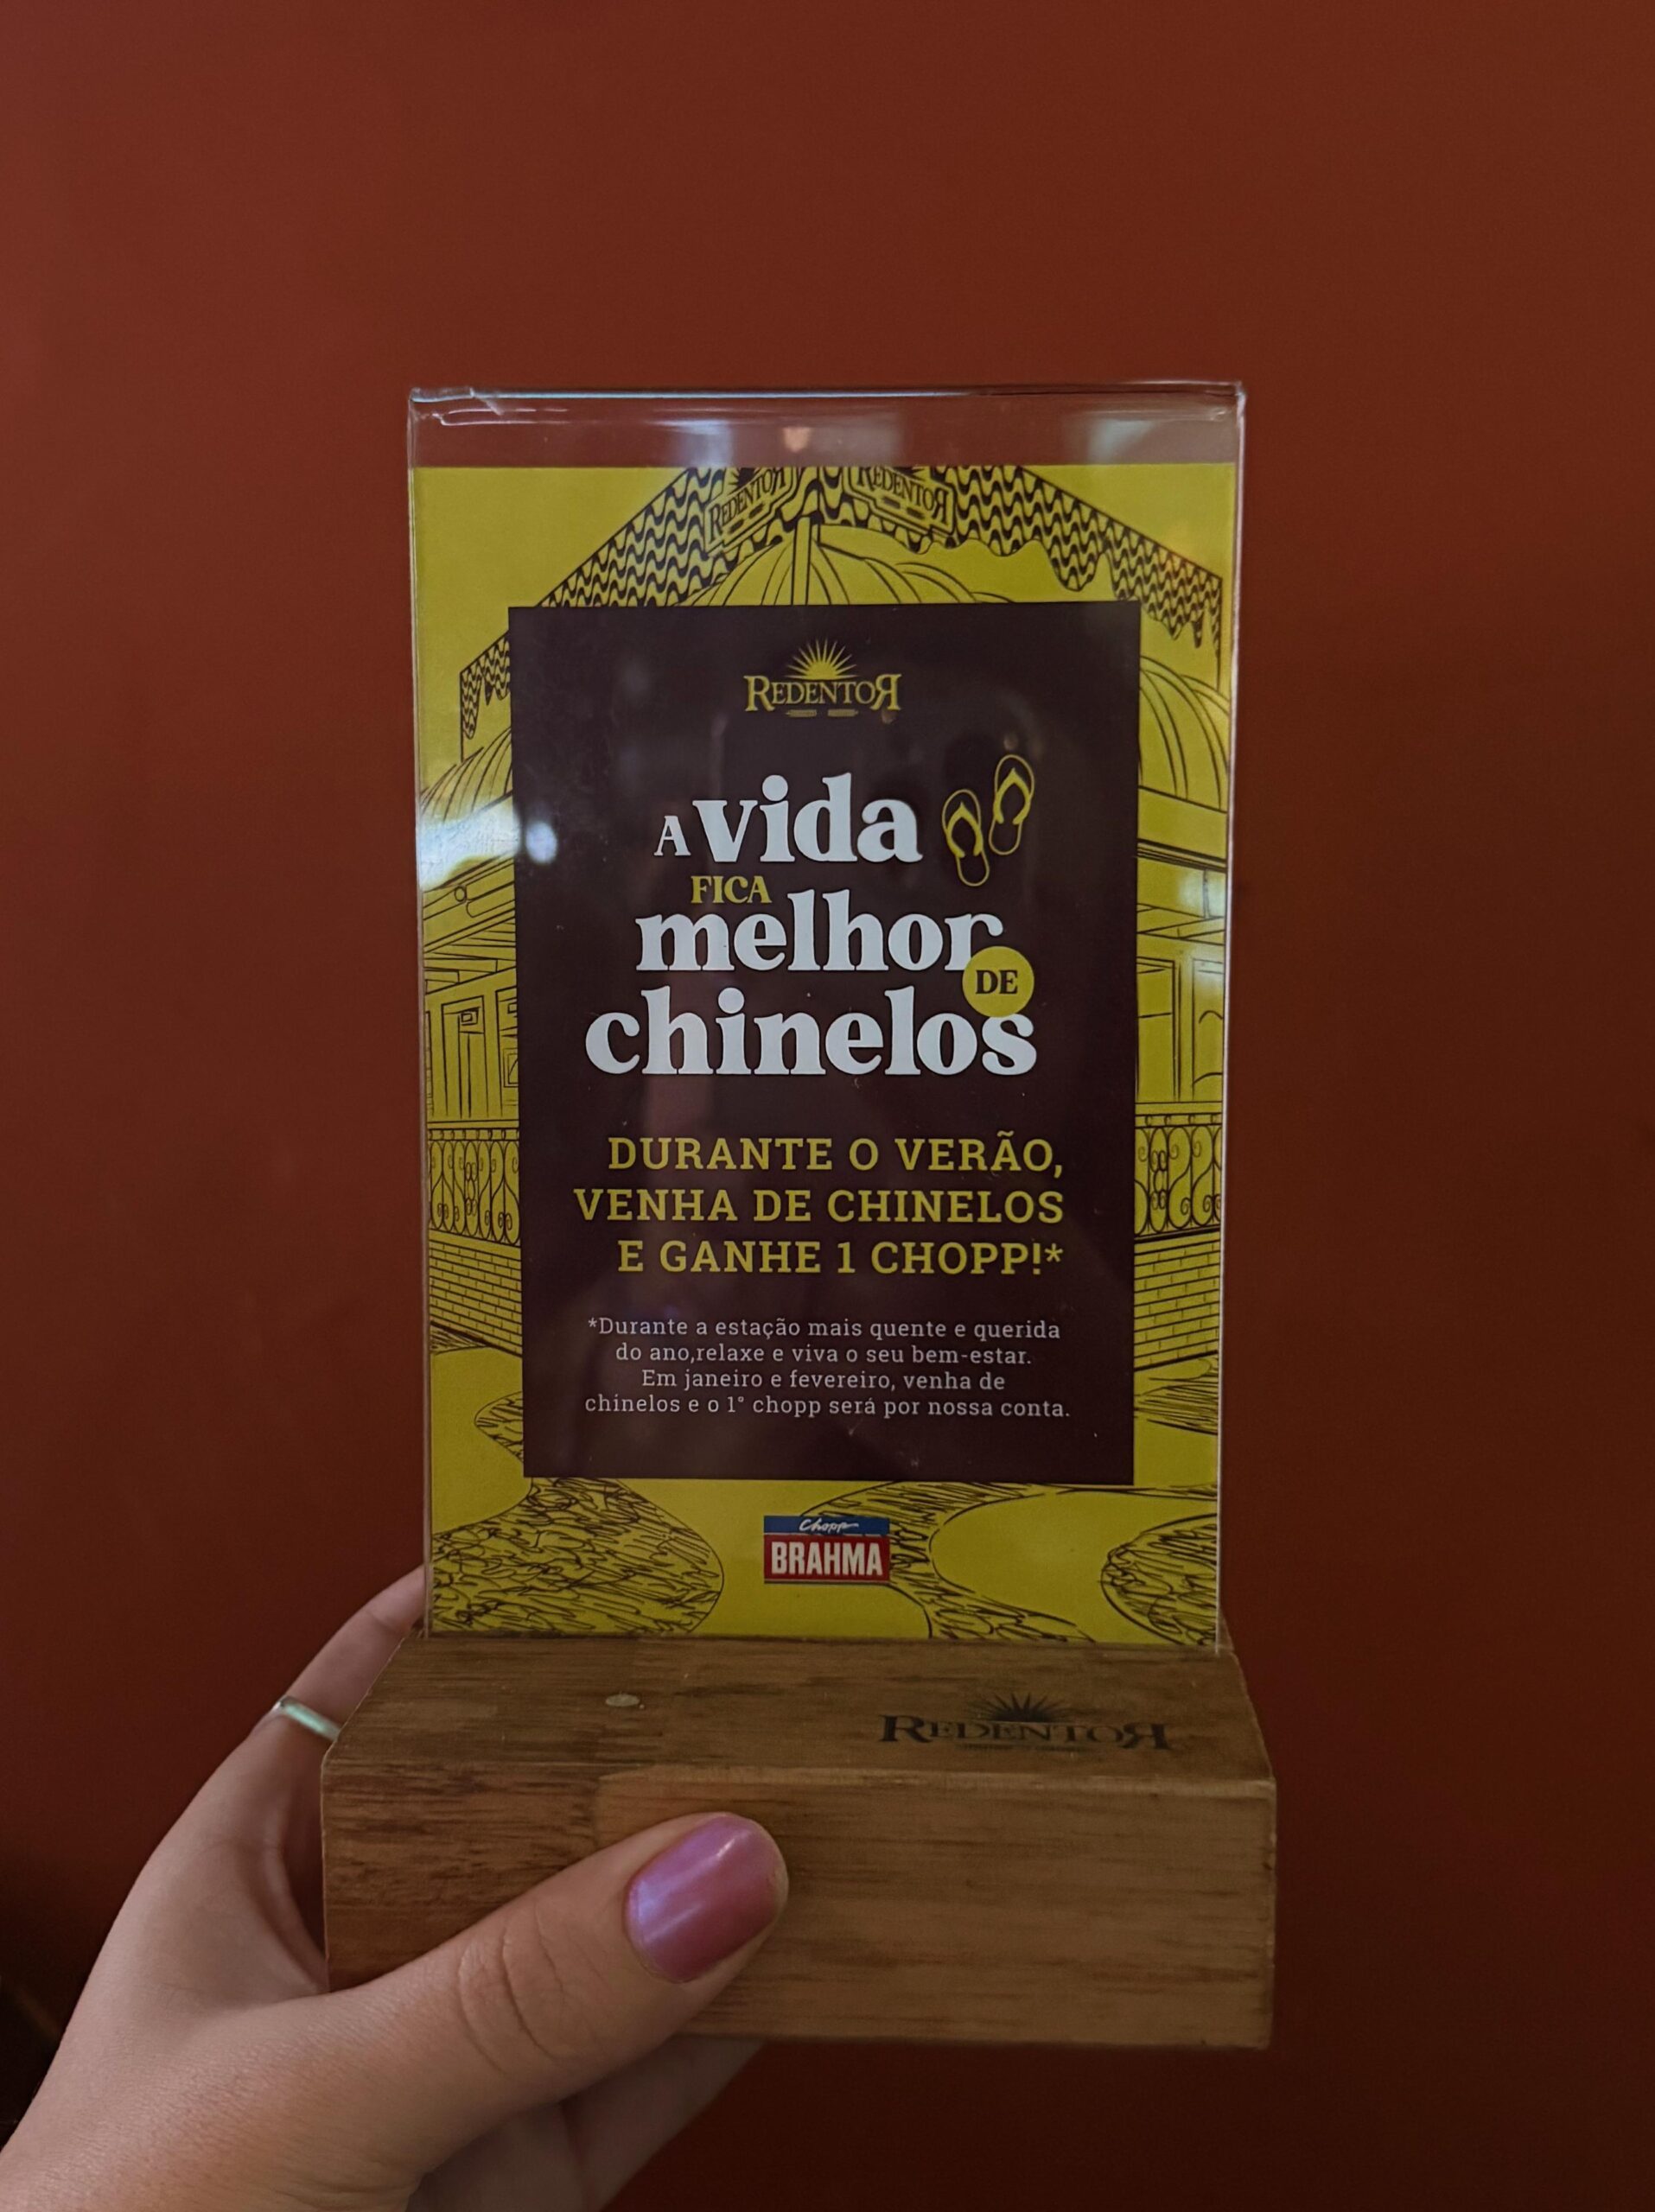 REDENTOR
REDENTOR
REDENTOR
A vida
FICA
melhor
DE
chinelos
DURANTE O VERÃO,
VENHA DE CHINELOS
E GANHE 1 CHOPP!*
*Durante a estação mais quente e querida
do ano,relaxe e viva o seu bem-estar.
Em janeiro e fevereiro, venha de
chinelos e o 1° chopp será por nossa conta.
Chopp
BRAHMA
REDENTOR